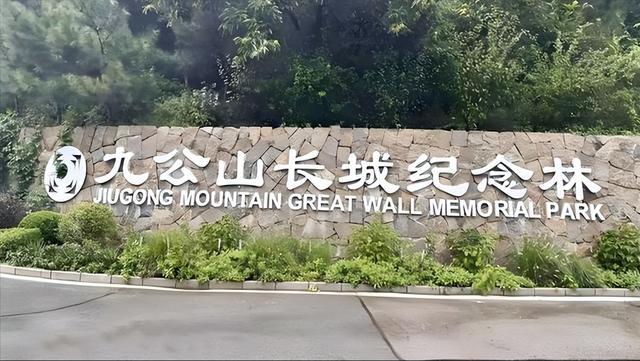 九公山长城纪念林
JIUGONG MOUNTAIN GREAT WALL MEMORIAL PARK